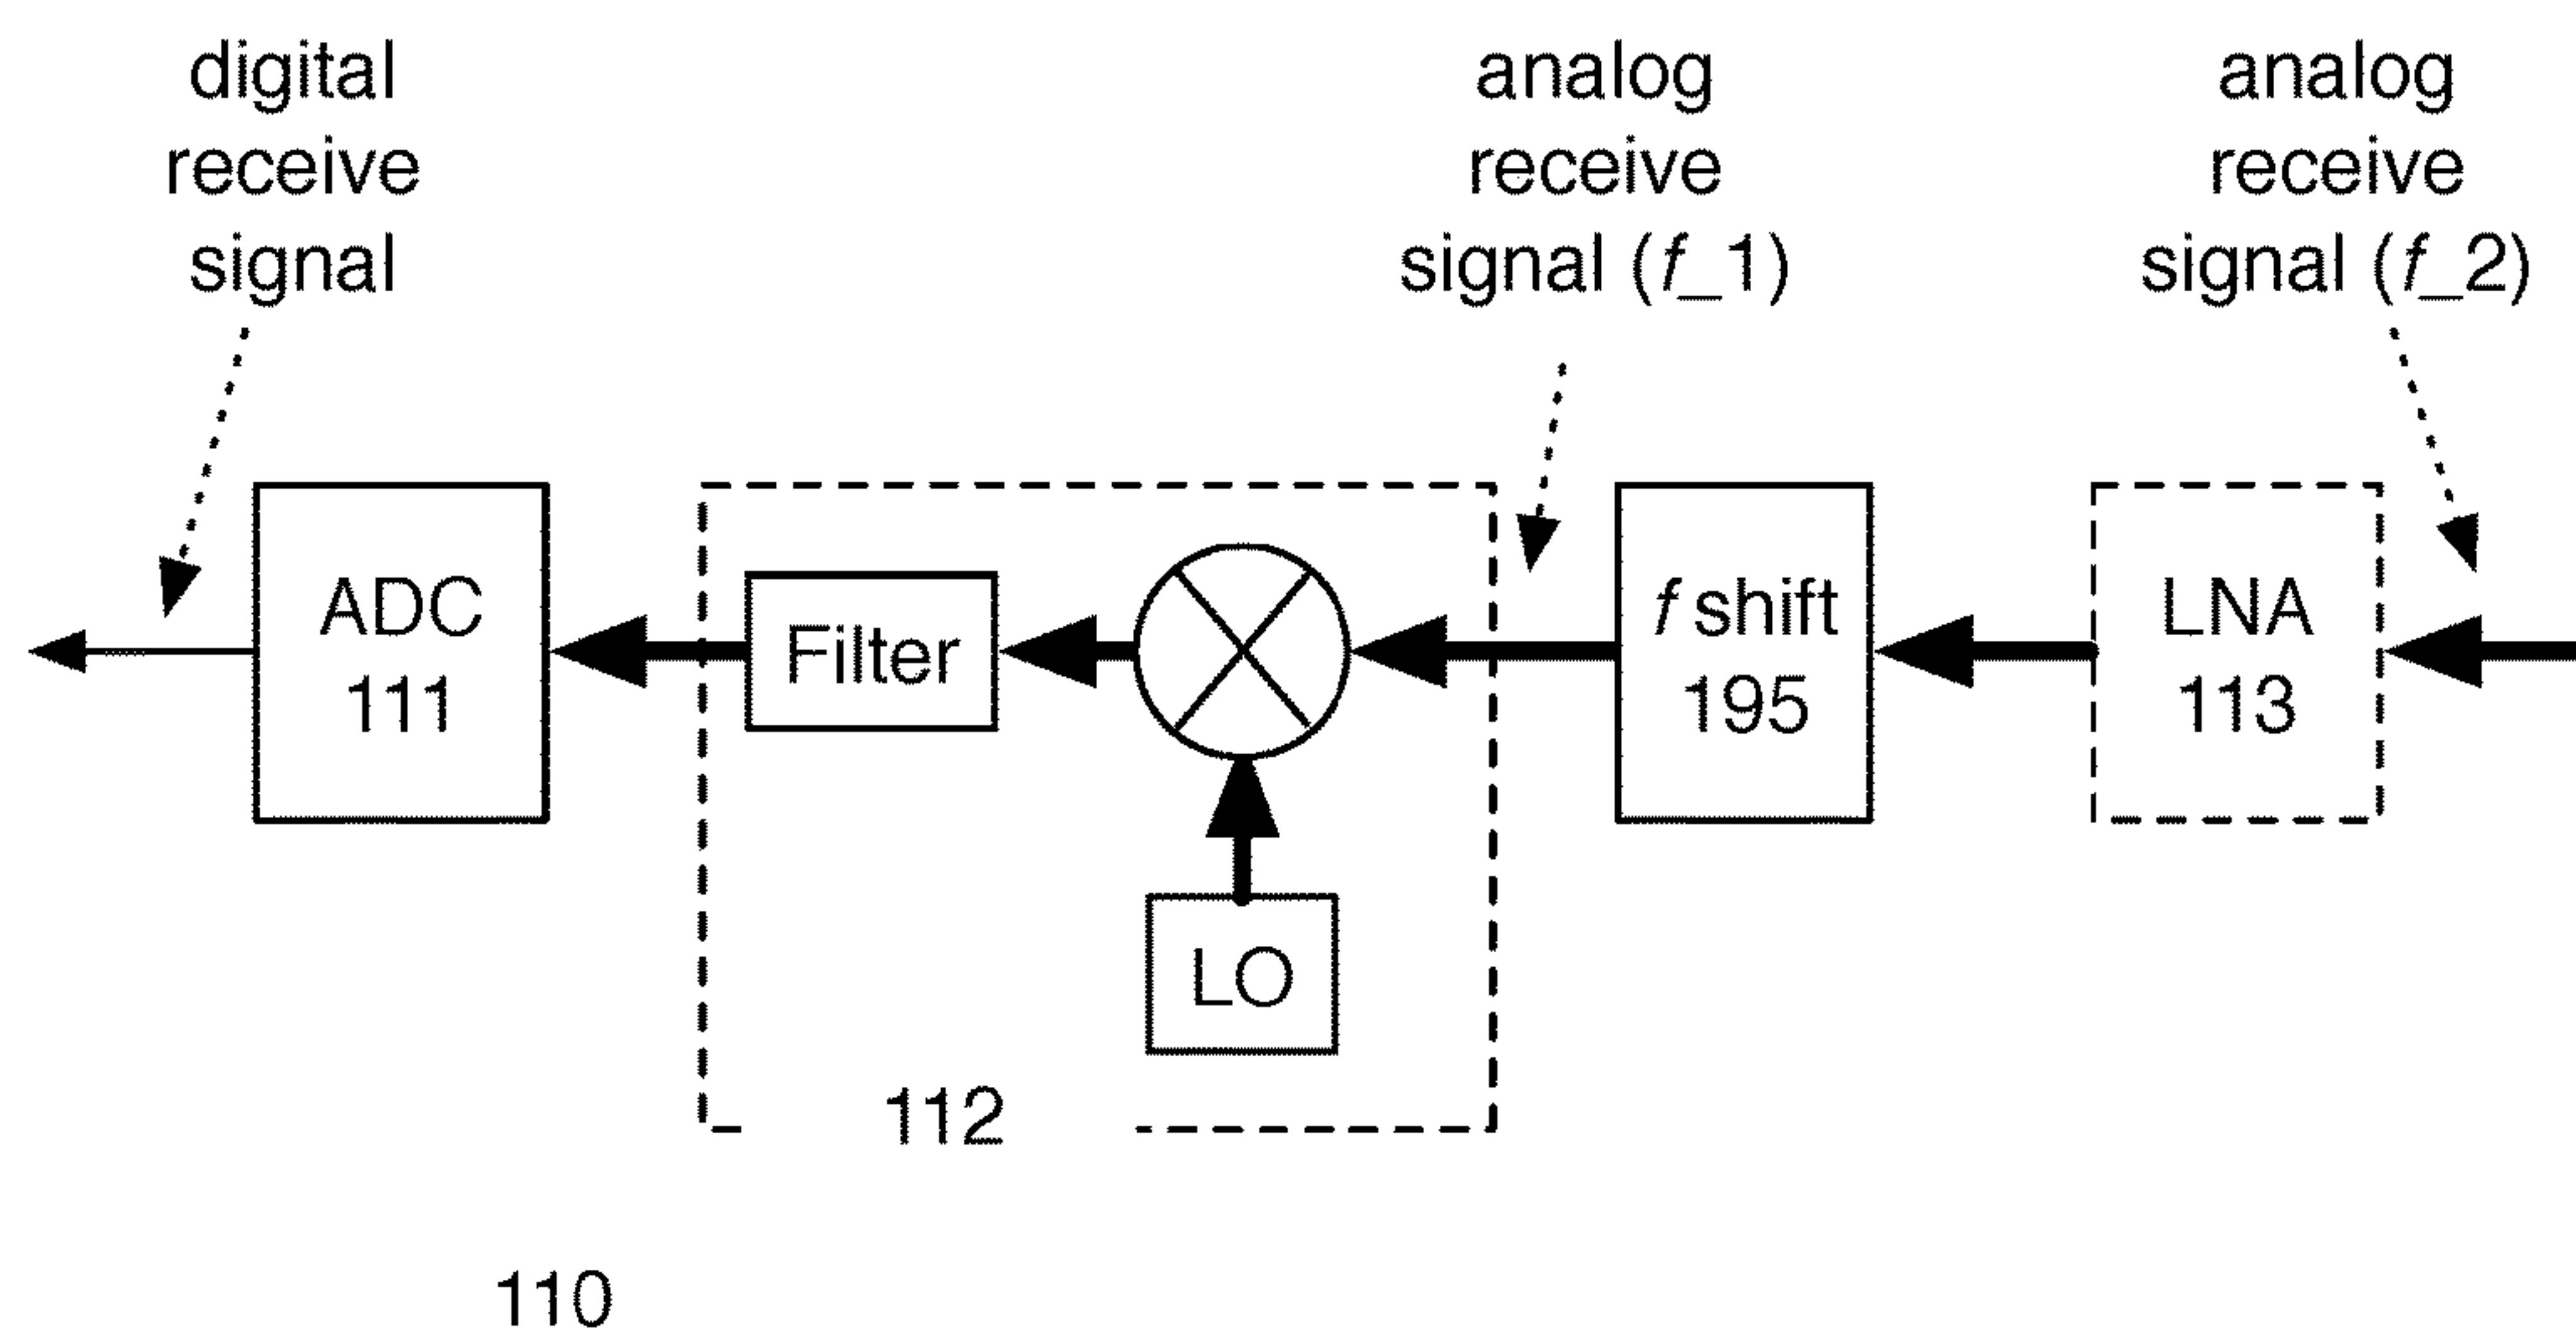 digital
receive
signal
analog
receive
signal (f_1)
analog
receive
signal (f_2)
ADC
111
Filter
f shift
195
LNA
113
LO
112
110